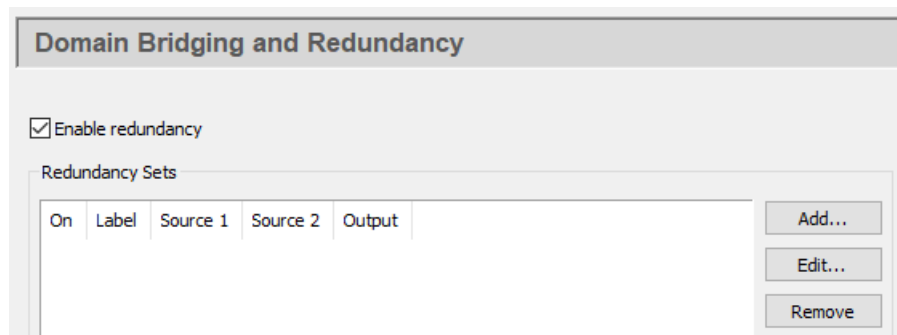 Domain Bridging and Redundancy
Enable redundancy
Redundancy Sets
On Label Source 1 Source 2 Output
Add...
Edit...
Remove